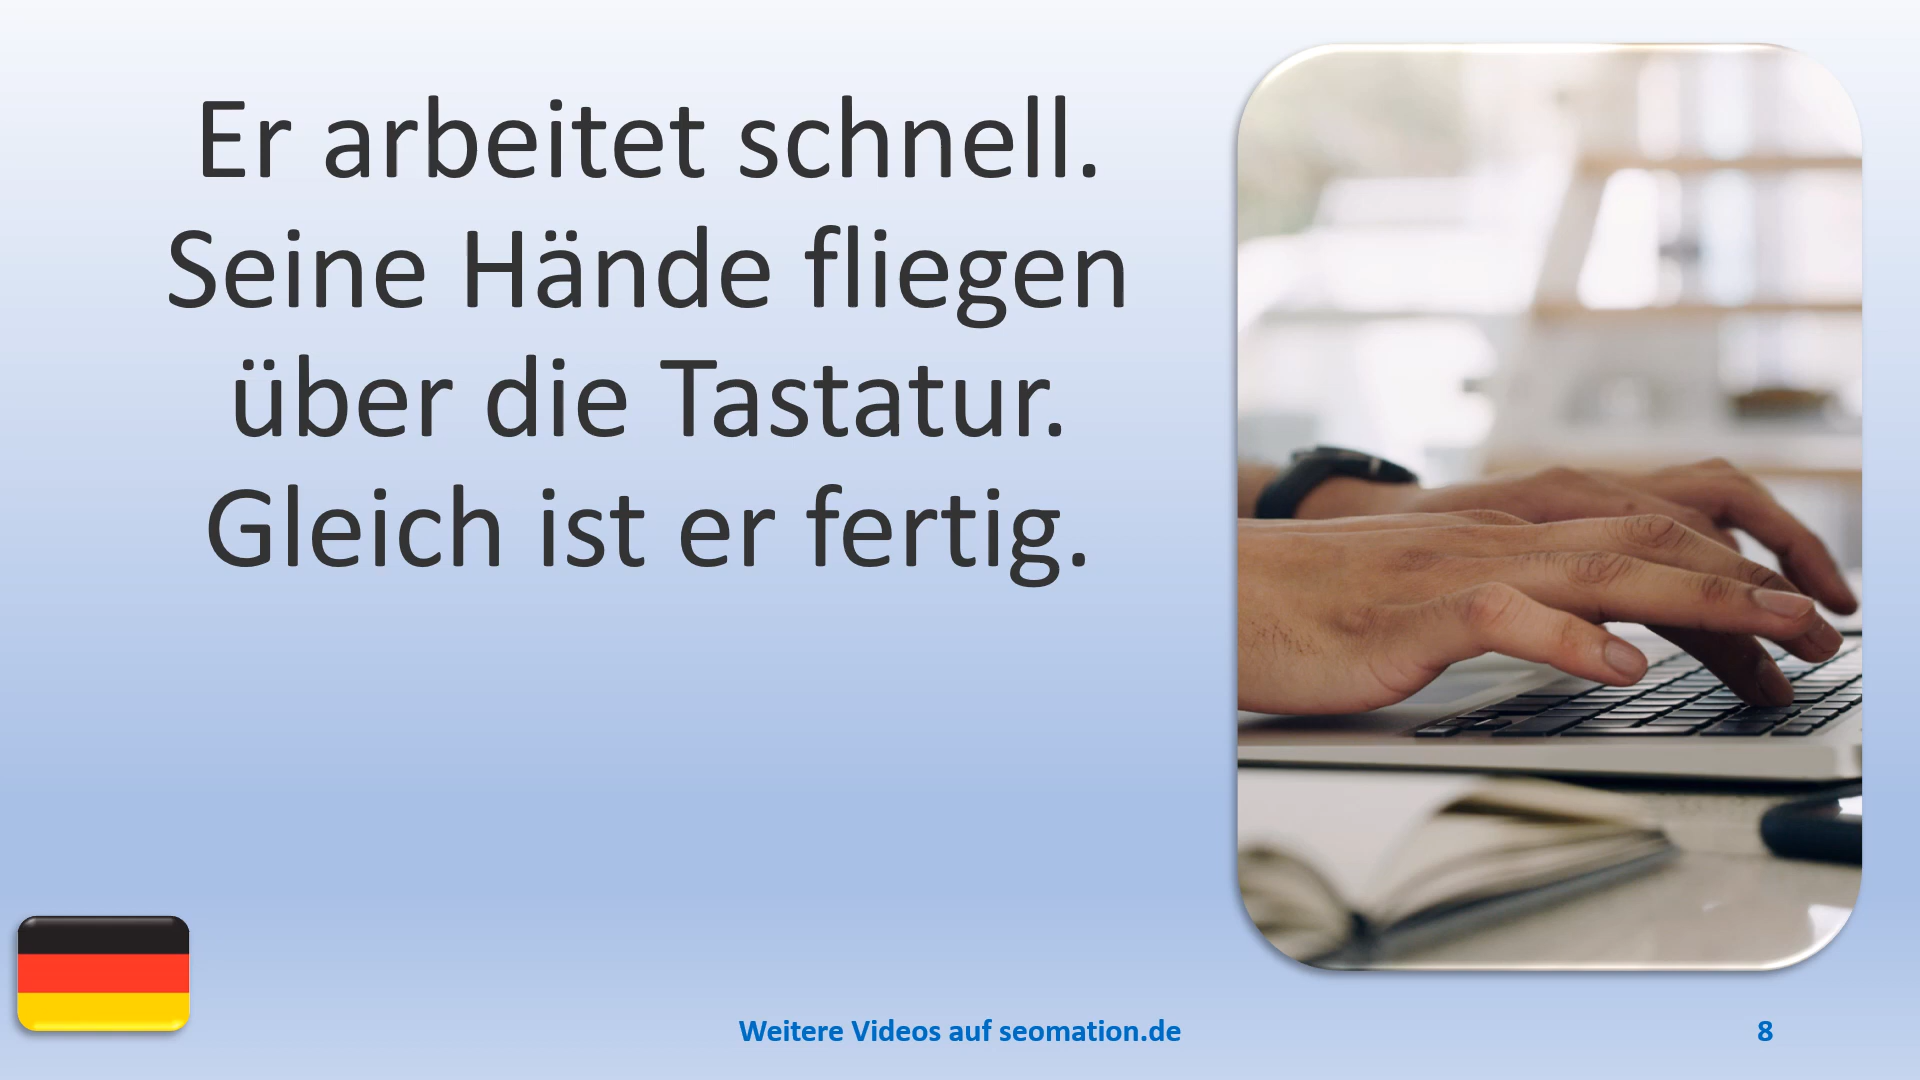 Er arbeitet schnell.
Seine Hände fliegen
über die Tastatur.
Gleich ist er fertig.
Weitere Videos auf seomation.de
8